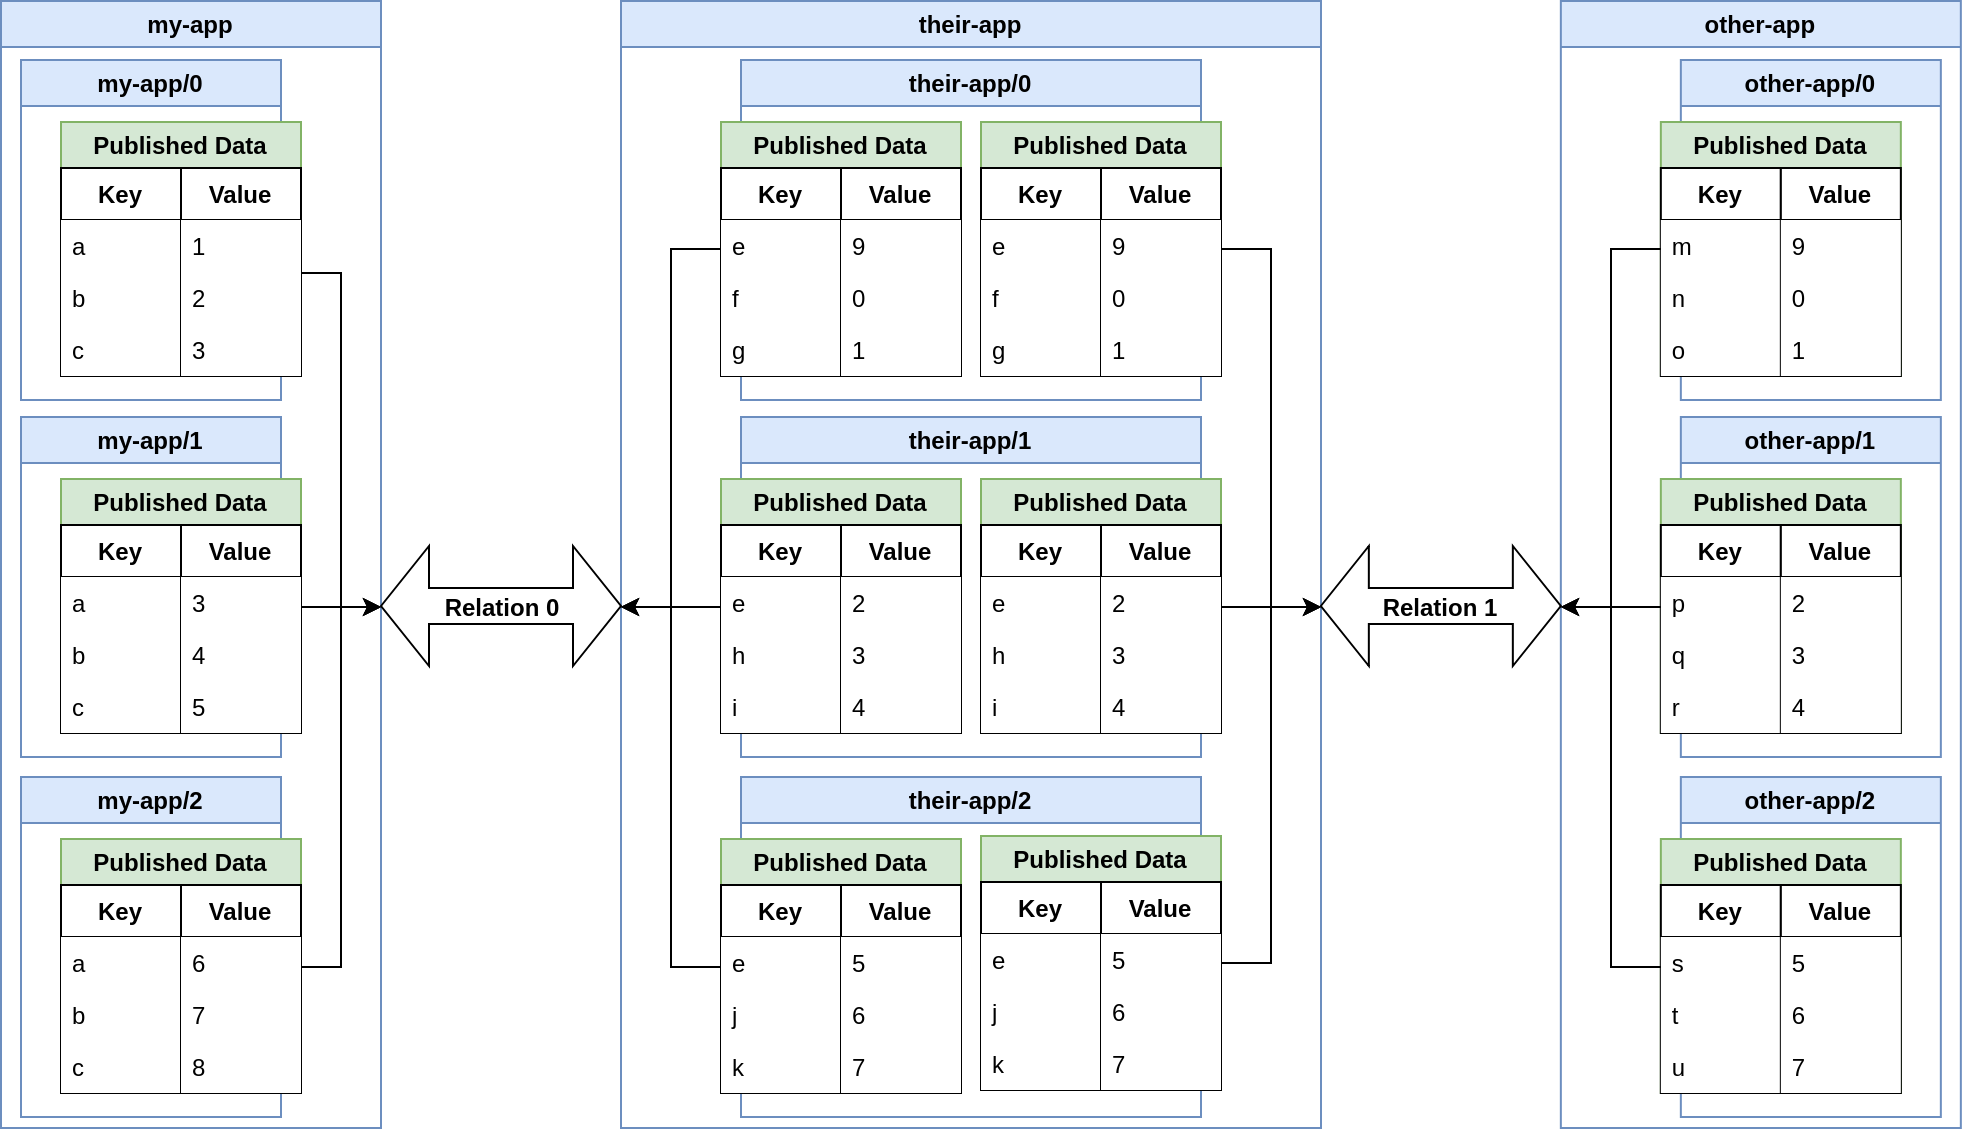 my-app
their-app
other-app
my-app/0
Published Data
Key Value
a 1
b 2
c 3
my-app/1
Published Data
Key Value
a 3
b 4
c 5
my-app/2
Published Data
Key Value
a 6
b 7
c 8
Relation 0
their-app/0
Published Data
Key Value
e 9
f 0
g 1
Published Data
Key Value
e 9
f 0
g 1
their-app/1
Published Data
Key Value
e 2
h 3
i 4
Published Data
Key Value
e 2
h 3
i 4
their-app/2
Published Data
Key Value
e 5
j 6
k 7
Published Data
Key Value
e 5
j 6
k 7
Relation 1
other-app/0
Published Data
Key Value
m 9
n 0
o 1
other-app/1
Published Data
Key Value
p 2
q 3
r 4
other-app/2
Published Data
Key Value
s 5
t 6
u 7